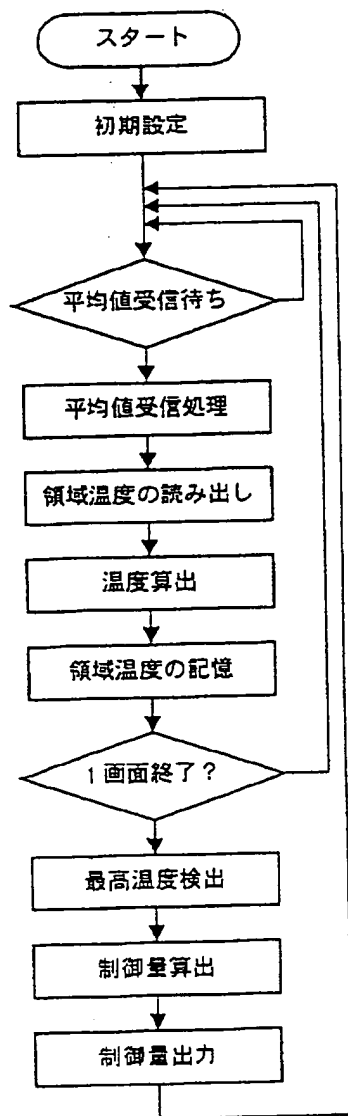 スタート
初期設定
平均値受信待ち
平均値受信処理
領域温度の読み出し
温度算出
領域温度の記憶
1画面終了?
最高温度検出
制御量算出
制御量出力